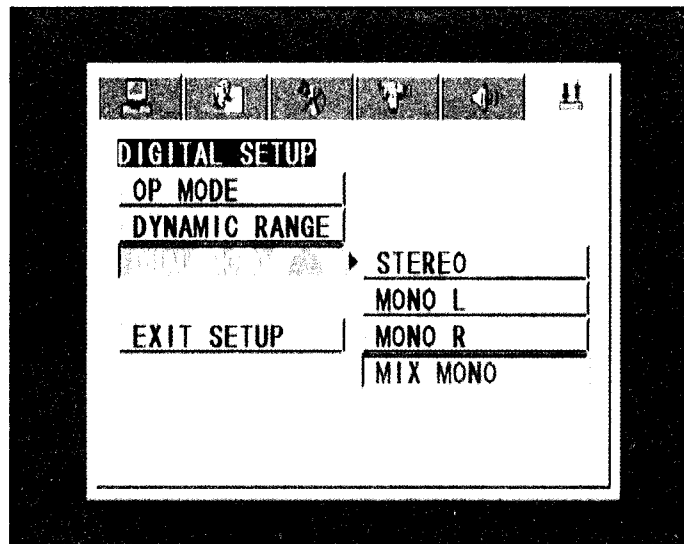 DIGITAL SETUP
OP MODE
DYNAMIC RANGE
STEREO
MONO L
EXIT SETUP
MONO R
MIX MONO